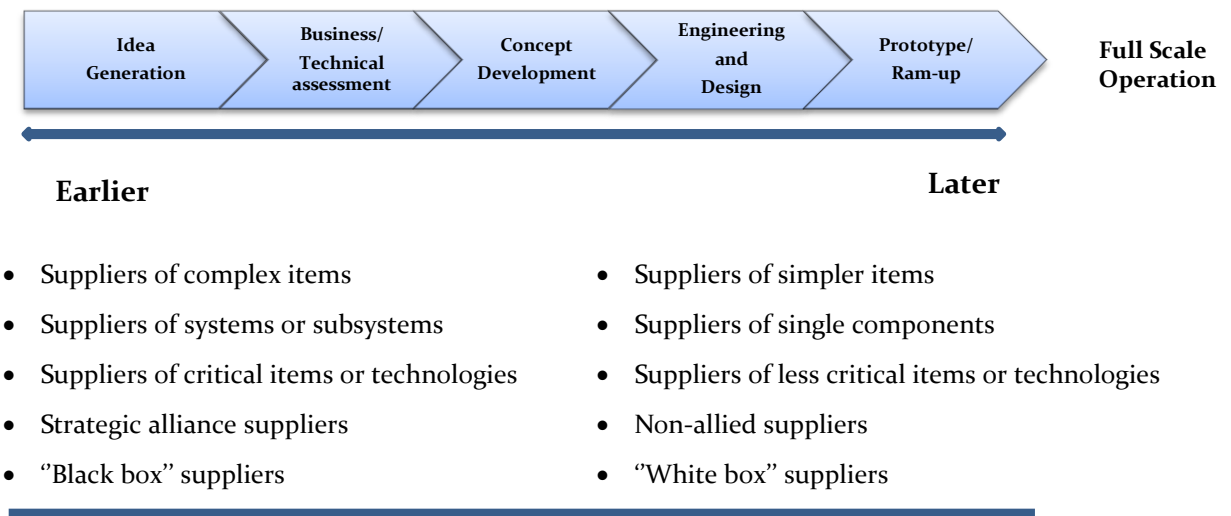 Idea
Generation
Business/
Technical
assessment
Concept
Development
Engineering
and
Design
Prototype/
Ram-up
Full Scale
Operation
Earlier
Later
• Suppliers of complex items
• Suppliers of systems or subsystems
• Suppliers of critical items or technologies
• Strategic alliance suppliers
• ‘’Black box’’ suppliers
• Suppliers of simpler items
• Suppliers of single components
• Suppliers of less critical items or technologies
• Non-allied suppliers
• ‘’White box’’ suppliers